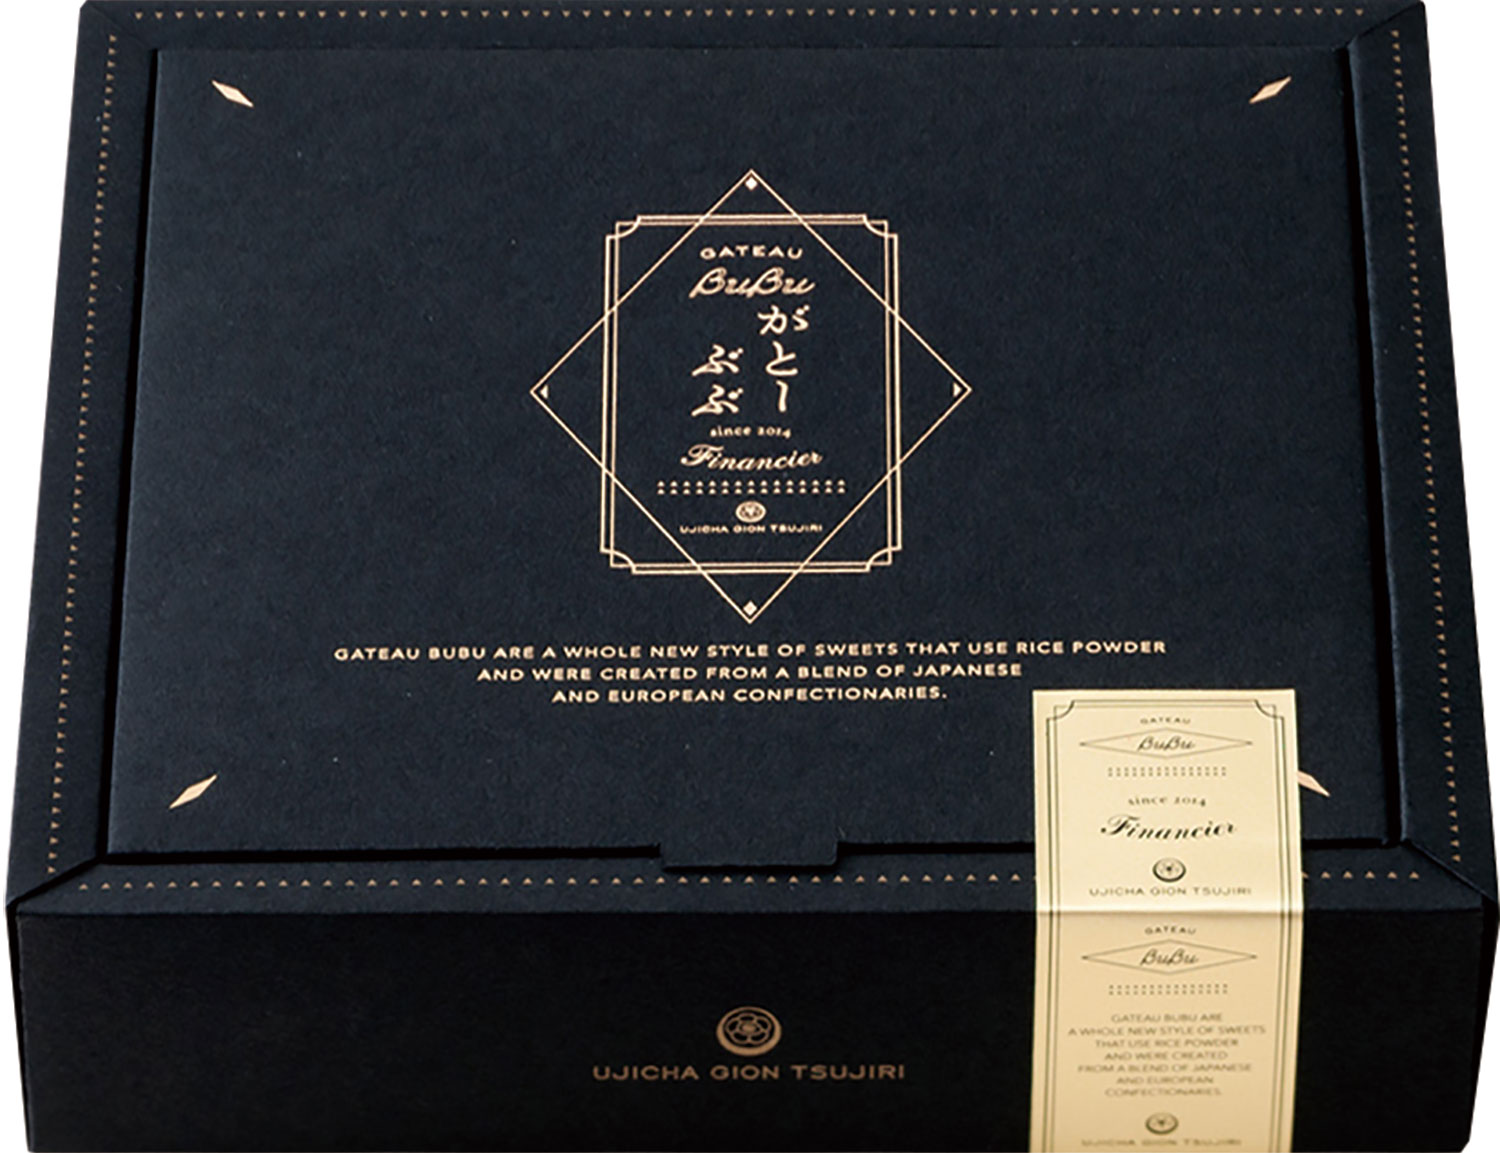 GATEAU
BuBu
がとー
ぶぶ
since 2014
Financier
UJICHA GION TSUJIRI
GATEAU BUBU ARE A WHOLE NEW STYLE OF SWEETS THAT USE RICE POWDER
AND WERE CREATED FROM A BLEND OF JAPANESE
AND EUROPEAN CONFECTIONARIES.
GATEAU
BuBu
since 2014
Financier
UJICHA GION TSUJIRI
GATEAU
BuBu
GATEAU BUBU ARE
A WHOLE NEW STYLE OF SWEETS
THAT USE RICE POWDER
AND WERE CREATED
FROM A BLEND OF JAPANESE
AND EUROPEAN
CONFECTIONARIES.
UJICHA GION TSUJIRI
UJICHA GION TSUJIRI